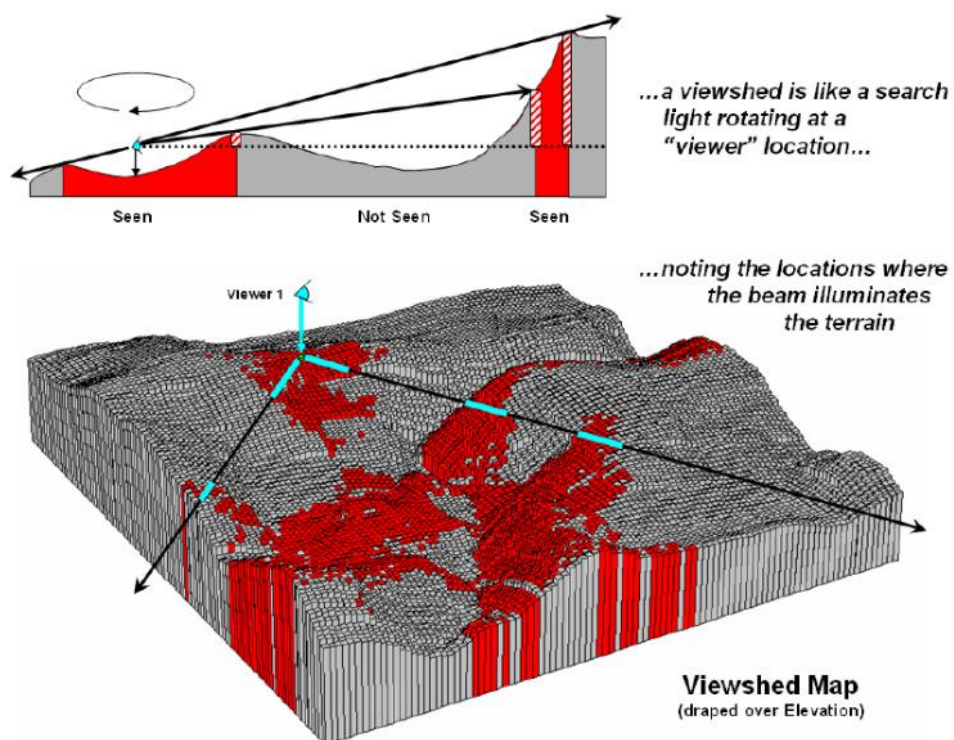 ...a viewshed is like a search
light rotating at a
“viewer” location...
Seen
Not Seen
Seen
...noting the locations where
the beam illuminates
the terrain
Viewer 1
Viewshed Map
(draped over Elevation)